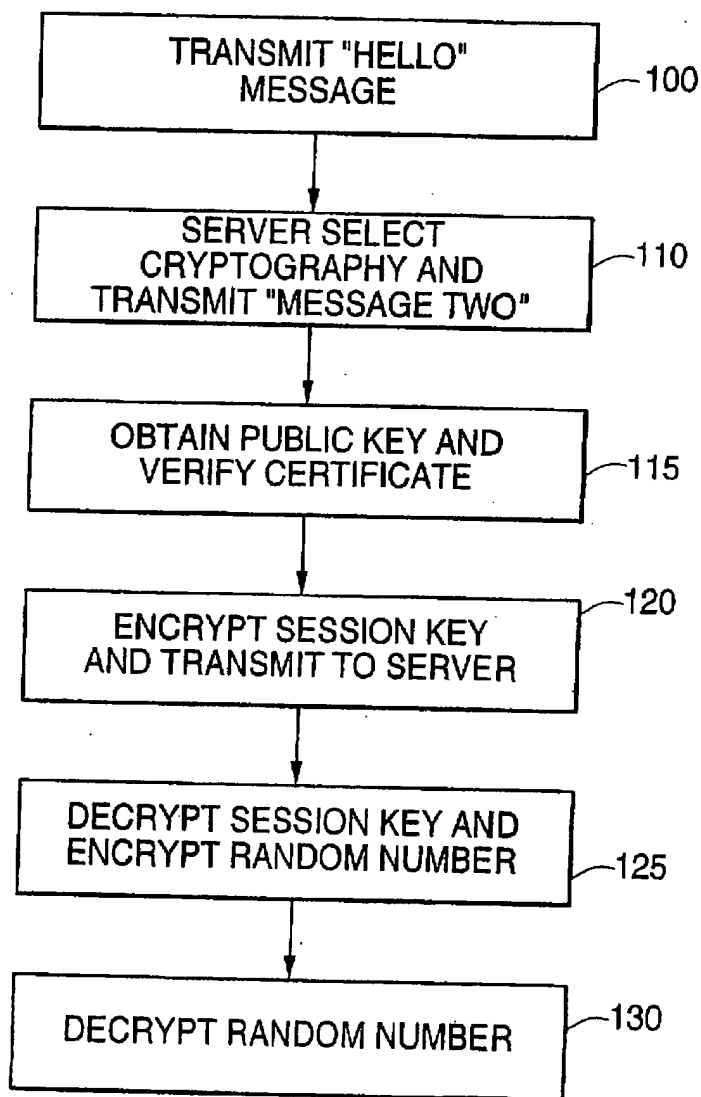 TRANSMIT "HELLO"
MESSAGE
100
SERVER SELECT
CRYPTOGRAPHY AND
TRANSMIT "MESSAGE TWO"
110
OBTAIN PUBLIC KEY AND
VERIFY CERTIFICATE
115
ENCRYPT SESSION KEY
AND TRANSMIT TO SERVER
120
DECRYPT SESSION KEY AND
ENCRYPT RANDOM NUMBER
125
DECRYPT RANDOM NUMBER
130